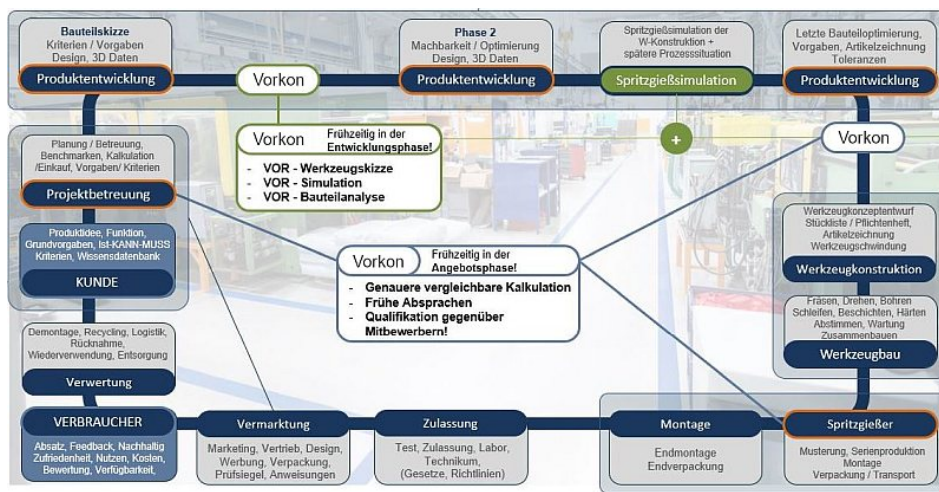 Bauteilskizze
Kriterien / Vorgaben
Design, 3D Daten
Produktentwicklung
Vorkon
Phase 2
Machbarkeit / Optimierung
Design, 3D Daten
Produktentwicklung
Spritzgießsimulation der
W-Konstruktion +
spätere Prozesssituation
Spritzgießsimulation
Letzte Bauteiloptimierung,
Vorgaben, Artikelzeichnung
Toleranzen
Produktentwicklung
+
Vorkon
Vorkon
Frühzeitig in der
Entwicklungsphase!
- VOR - Werkzeugskizze
- VOR - Simulation
- VOR - Bauteilanalyse
Planung / Betreuung,
Benchmarken, Kalkulation
/Einkauf, Vorgaben/ Kriterien
Projektbetreuung
Produktidee, Funktion,
Grundvorgaben, Ist-KANN-MUSS
Kriterien, Wissensdatenbank
KUNDE
Vorkon
Frühzeitig in der
Angebotsphase!
- Genauere vergleichbare Kalkulation
- Frühe Absprachen
- Qualifikation gegenüber
Mitbewerbern!
Werkzeugkonzeptentwurf
Stückliste / Pflichtenheft,
Artikelzeichnung
Werkzeugschwindung
Werkzeugkonstruktion
Fräsen, Drehen, Bohren
Schleifen, Beschichten, Härten
Abstimmen, Wartung
Zusammenbauen
Werkzeugbau
Demontage, Recycling, Logistik,
Rücknahme,
Wiederverwendung, Entsorgung
Verwertung
VERBRAUCHER
Absatz, Feedback, Nachhaltig
Zufriedenheit, Nutzen, Kosten,
Bewertung, Verfügbarkeit,
Vermarktung
Marketing, Vertrieb, Design,
Werbung, Verpackung,
Prüfsiegel, Anweisungen
Zulassung
Test, Zulassung, Labor,
Technikum,
(Gesetze, Richtlinien)
Montage
Endmontage
Endverpackung
Spritzgießer
Musterung, Serienproduktion
Montage
Verpackung / Transport